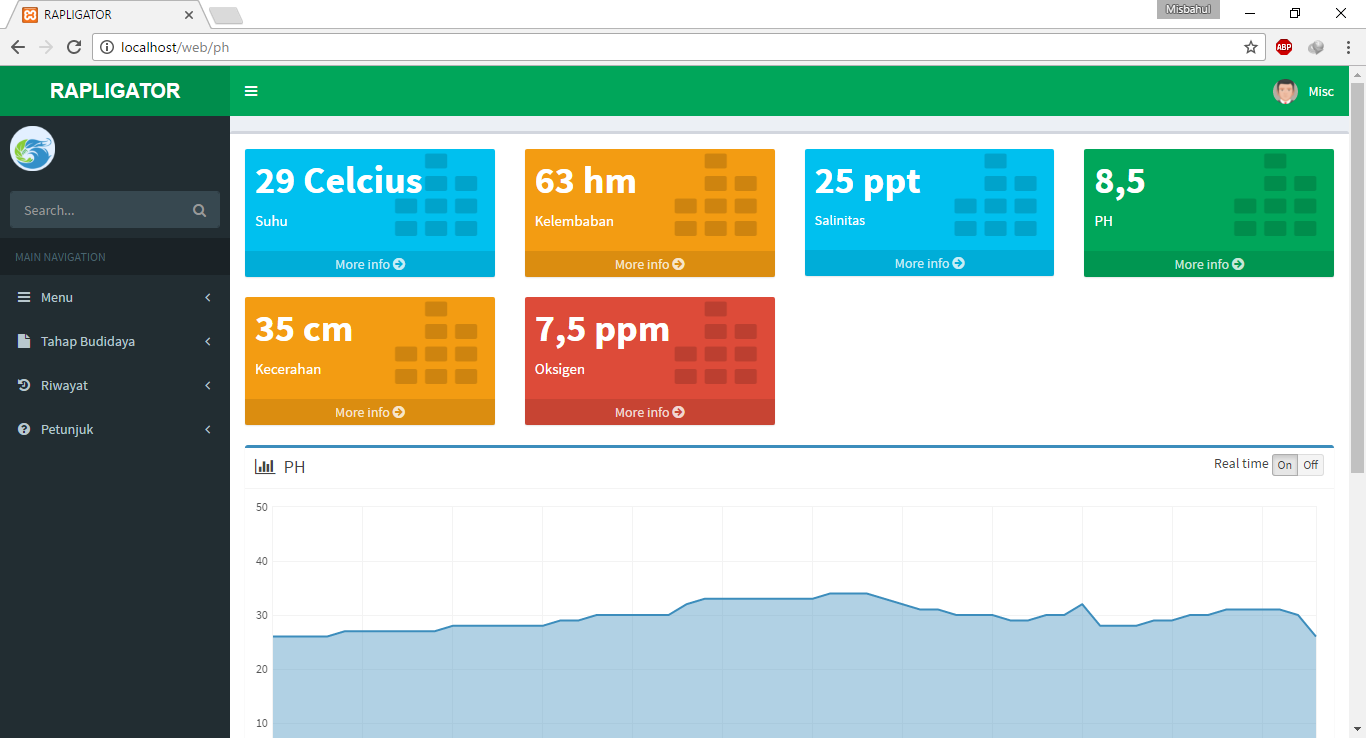 RAPLIGATOR
Misbahul
localhost/web/ph
ABP
RAPLIGATOR
Misc
Search...
MAIN NAVIGATION
Menu
Tahap Budidaya
Riwayat
Petunjuk
29 Celcius
Suhu
More info
63 hm
Kelembaban
More info
25 ppt
Salinitas
More info
8,5
PH
More info
35 cm
Kecerahan
More info
7,5 ppm
Oksigen
More info
PH
Real time On Off
50
40
30
20
10